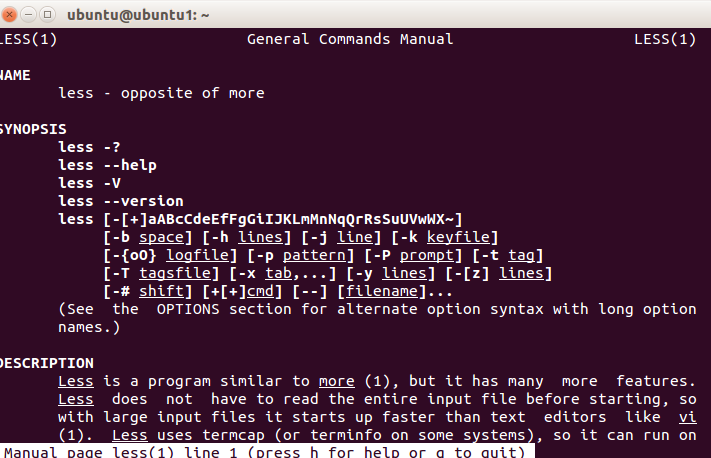 ubuntu@ubuntu1: ~
LESS(1) General Commands Manual LESS(1)
NAME
less - opposite of more
SYNOPSIS
less -?
less --help
less -V
less --version
less [-[+]aABcCdeEfFgGiIJKLmMnNqQrRsSuUVwWX~]
[-b space] [-h lines] [-j line] [-k keyfile]
[-{oO} logfile] [-p pattern] [-P prompt] [-t tag]
[-T tagsfile] [-x tab,...] [-y lines] [-[z] lines]
[-# shift] [+[+]cmd] [--] [filename]...
(See the OPTIONS section for alternate option syntax with long option
names.)
DESCRIPTION
Less is a program similar to more (1), but it has many more features.
Less does not have to read the entire input file before starting, so
with large input files it starts up faster than text editors like vi
(1). Less uses termcap (or terminfo on some systems), so it can run on
Manual page less(1) line 1 (press h for help or q to quit)